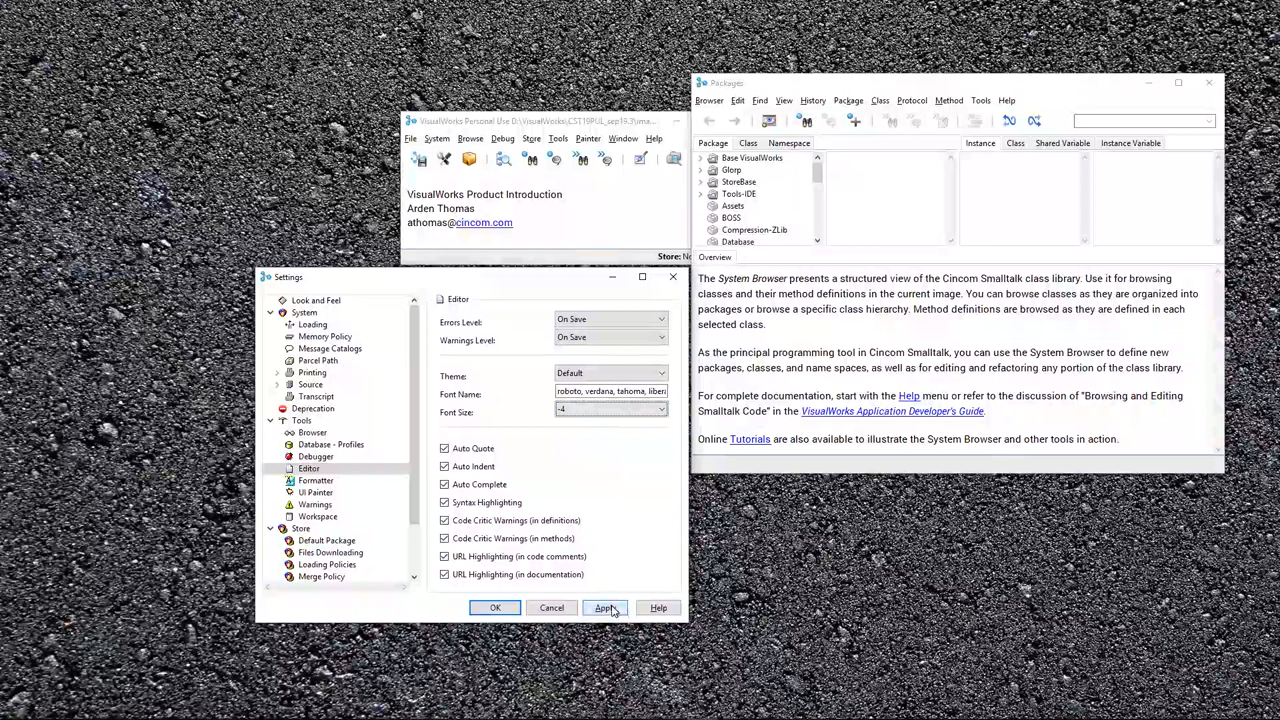 VisualWorks Personal Use D:\VisualWorks\CST19PUL_sep19.3\ima...
File System Browse Debug Store Tools Painter Window Help
VisualWorks Product Introduction
Arden Thomas
athomas@cincom.com
Store: No
Packages
Browser Edit Find View History Package Class Protocol Method Tools Help
Package Class Namespace
Instance Class Shared Variable Instance Variable
Base VisualWorks
Glorp
StoreBase
Tools-IDE
Assets
BOSS
Compression-ZLib
Database
Overview
The System Browser presents a structured view of the Cincom Smalltalk class library. Use it for browsing
classes and their method definitions in the current image. You can browse classes as they are organized into
packages or browse a specific class hierarchy. Method definitions are browsed as they are defined in each
selected class.
As the principal programming tool in Cincom Smalltalk, you can use the System Browser to define new
packages, classes, and name spaces, as well as for editing and refactoring any portion of the class library.
For complete documentation, start with the Help menu or refer to the discussion of "Browsing and Editing
Smalltalk Code" in the VisualWorks Application Developer's Guide.
Online Tutorials are also available to illustrate the System Browser and other tools in action.
Settings
Look and Feel
System
Loading
Memory Policy
Message Catalogs
Parcel Path
Printing
Source
Transcript
Deprecation
Tools
Browser
Database - Profiles
Debugger
Editor
Formatter
UI Painter
Warnings
Workspace
Store
Default Package
Files Downloading
Loading Policies
Merge Policy
Editor
Errors Level: On Save
Warnings Level: On Save
Theme: Default
Font Name: roboto, verdana, tahoma, libera
Font Size: -4
Auto Quote
Auto Indent
Auto Complete
Syntax Highlighting
Code Critic Warnings (in definitions)
Code Critic Warnings (in methods)
URL Highlighting (in code comments)
URL Highlighting (in documentation)
OK Cancel Apply Help